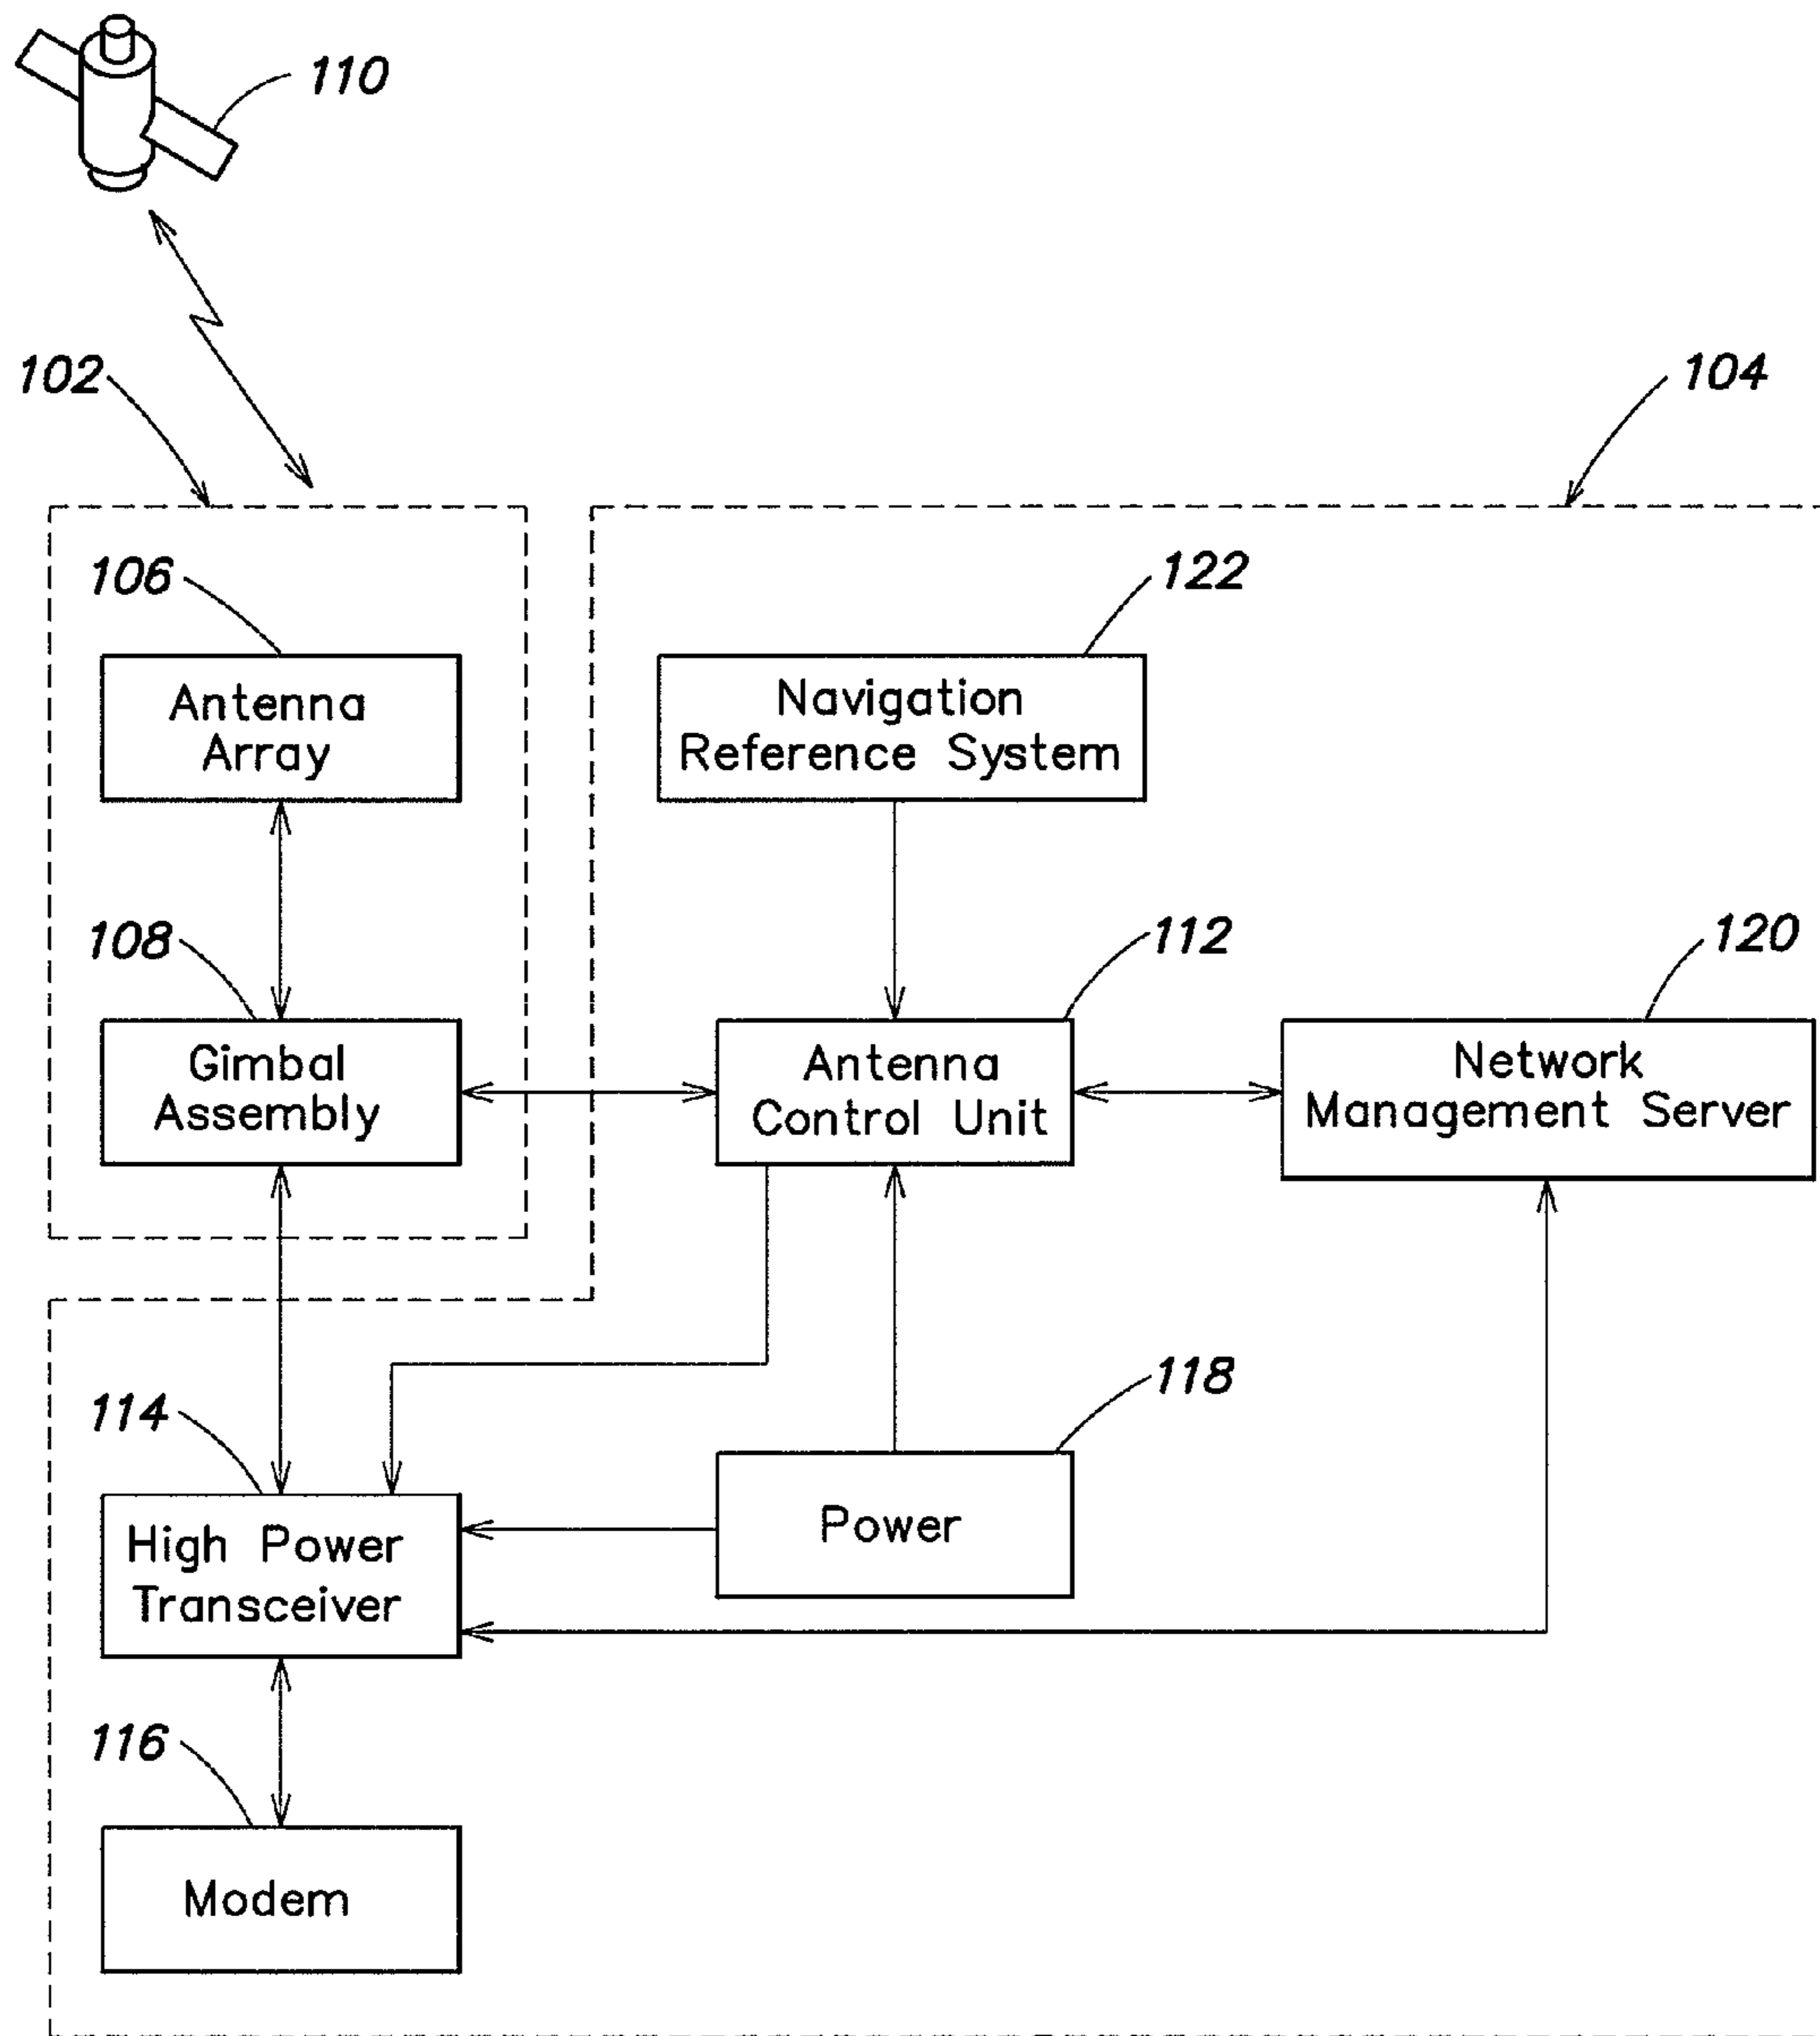 110
102
104
106
122
Antenna
Array
Navigation
Reference System
108
112
120
Gimbal
Assembly
Antenna
Control Unit
Network
Management Server
118
114
High Power
Transceiver
Power
116
Modem